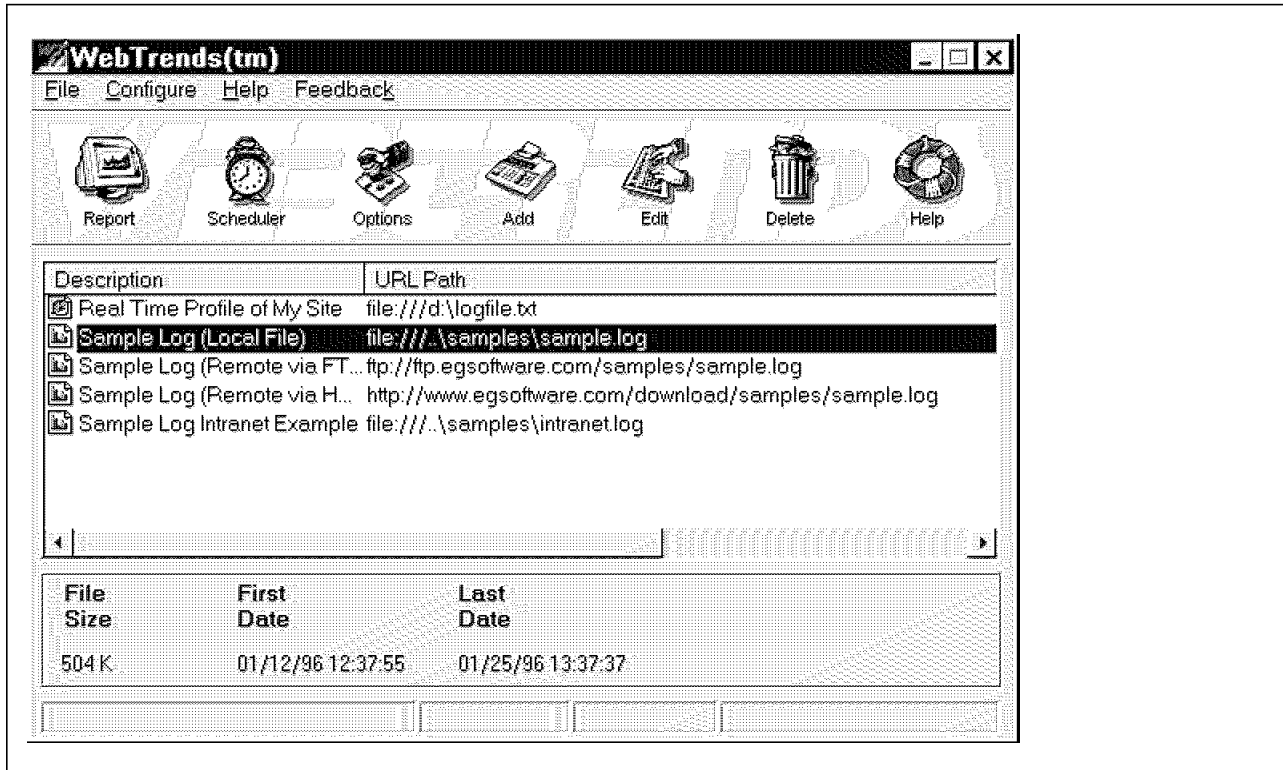 WebTrends(tm)
File Configure Help Feedback
Report Scheduler Options Add Edit Delete Help
Description URL Path
Real Time Profile of My Site file:///d:\logfile.txt
Sample Log (Local File) file:///..\samples\sample.log
Sample Log (Remote via FT... ftp://ftp.egsoftware.com/samples/sample.log
Sample Log (Remote via H... http://www.egsoftware.com/download/samples/sample.log
Sample Log Intranet Example file:///..\samples\intranet.log
File First Last
Size Date Date
504 K 01/12/96 12:37:55 01/25/96 13:37:37